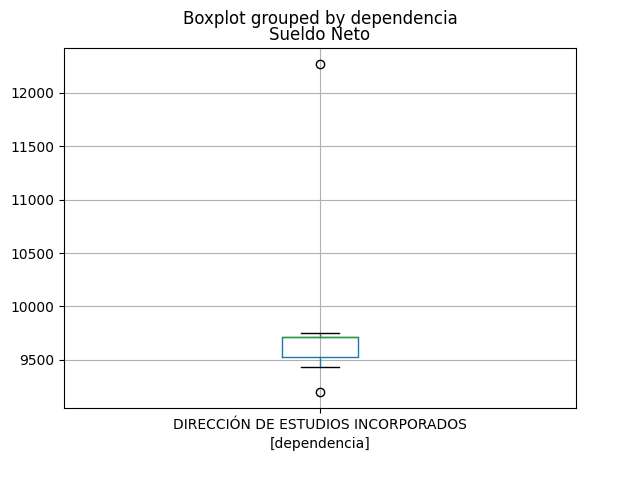 Boxplot grouped by dependencia
Sueldo Neto
12000
11500
11000
10500
10000
9500
DIRECCIÓN DE ESTUDIOS INCORPORADOS
[dependencia]